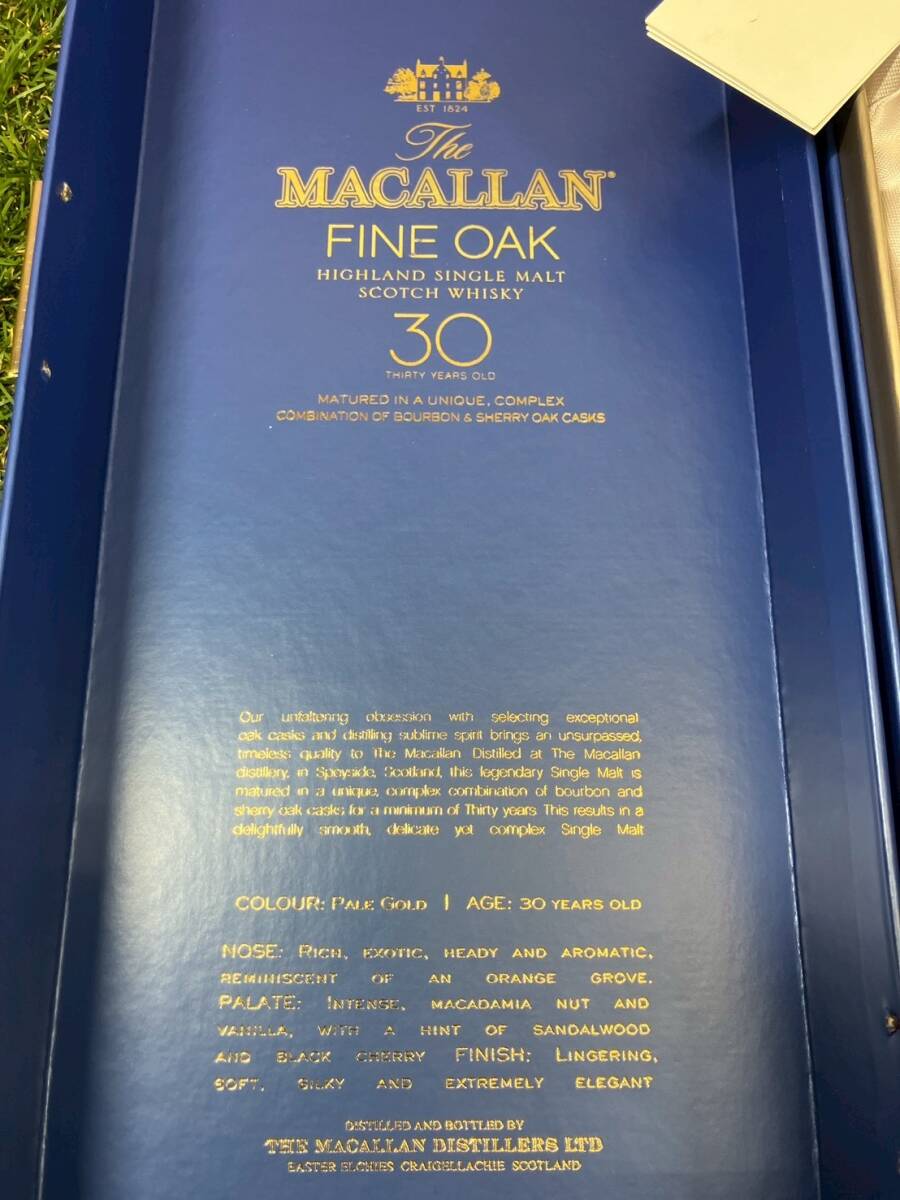 EST 1824
The
MACALLAN®
FINE OAK
HIGHLAND SINGLE MALT
SCOTCH WHISKY
30
THIRTY YEARS OLD
MATURED IN A UNIQUE, COMPLEX
COMBINATION OF BOURBON & SHERRY OAK CASKS
Our unfaltering obsession with selecting exceptional
oak casks and distilling sublime spirit brings an unsurpassed,
timeless quality to The Macallan Distilled at The Macallan
distillery, in Speyside, Scotland, this legendary Single Malt is
matured in a unique, complex combination of bourbon and
sherry oak casks for a minimum of Thirty years This results in a
delightfully smooth, delicate yet complex Single Malt
COLOUR: PALE GOLD | AGE: 30 YEARS OLD
NOSE: RICH, EXOTIC, HEADY AND AROMATIC,
REMINISCENT OF AN ORANGE GROVE.
PALATE: INTENSE, MACADAMIA NUT AND
VANILLA, WITH A HINT OF SANDALWOOD
AND BLACK CHERRY FINISH: LINGERING,
SOFT, SILKY AND EXTREMELY ELEGANT
DISTILLED AND BOTTLED BY
THE MACALLAN DISTILLERS LTD
EASTER ELCHIES CRAIGELLACHIE SCOTLAND